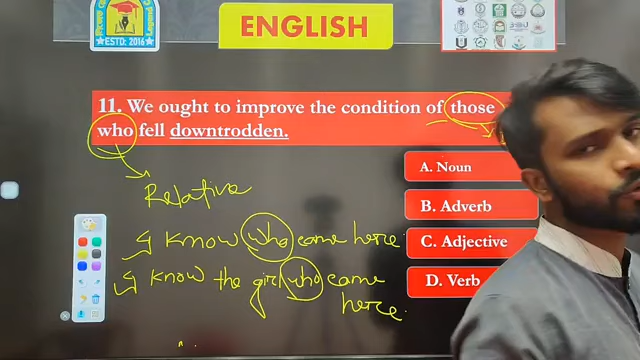 ESTD: 2016
ENGLISH
11. We ought to improve the condition of those
who fell downtrodden.
A. Noun
B. Adverb
C. Adjective
D. Verb
Relative
I know who came here.
I know the girl who came
here.